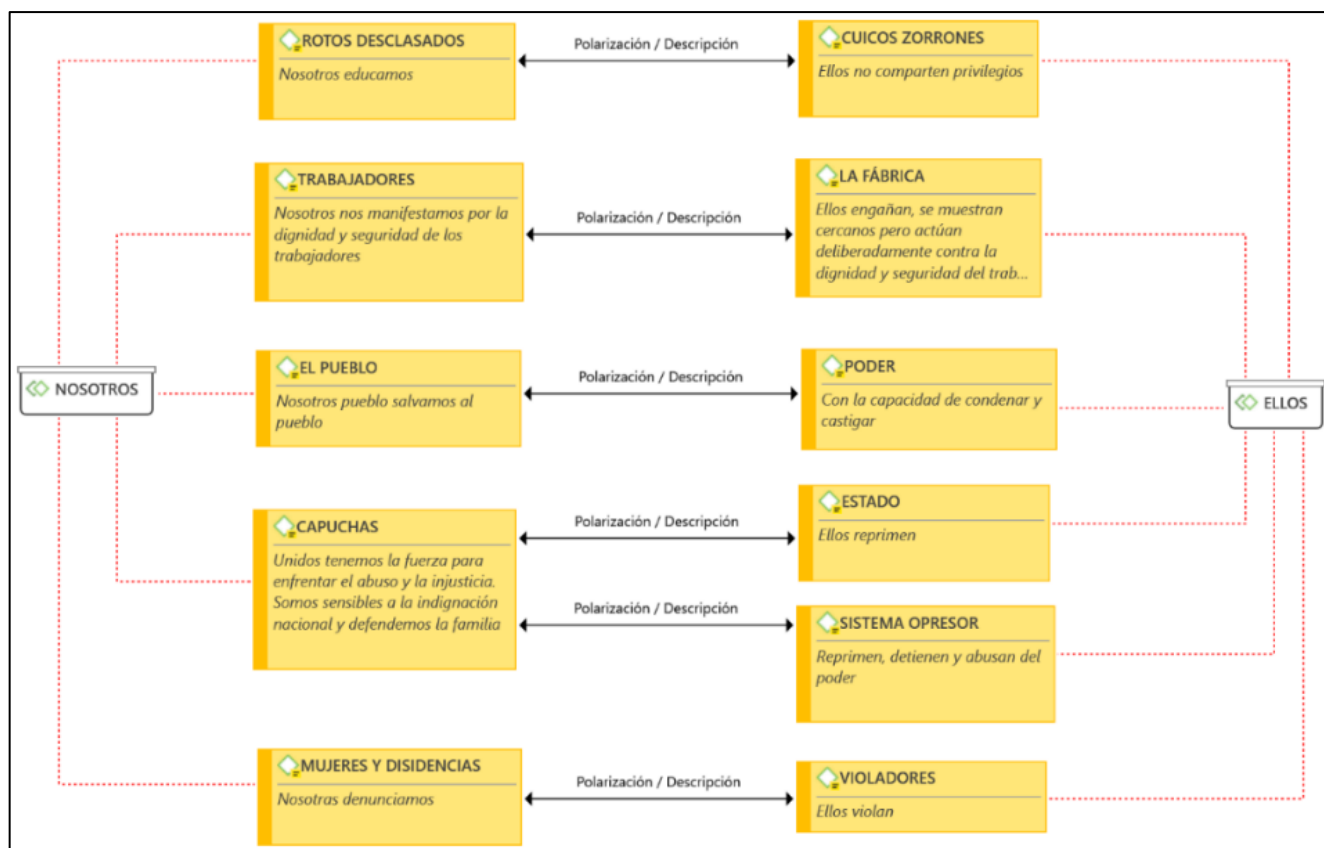 ROTOS DESCLASADOS
Nosotros educamos
Polarización / Descripción
CUICOS ZORRONES
Ellos no comparten privilegios
TRABAJADORES
Nosotros nos manifestamos por la
dignidad y seguridad de los
trabajadores
Polarización / Descripción
LA FÁBRICA
Ellos engañan, se muestran
cercanos pero actúan
deliberadamente contra la
dignidad y seguridad del trab...
NOSOTROS
EL PUEBLO
Nosotros pueblo salvamos al
pueblo
Polarización / Descripción
PODER
Con la capacidad de condenar y
castigar
ELLOS
CAPUCHAS
Unidos tenemos la fuerza para
enfrentar el abuso y la injusticia.
Somos sensibles a la indignación
nacional y defendemos la familia
Polarización / Descripción
ESTADO
Ellos reprimen
Polarización / Descripción
SISTEMA OPRESOR
Reprimen, detienen y abusan del
poder
MUJERES Y DISIDENCIAS
Nosotras denunciamos
Polarización / Descripción
VIOLADORES
Ellos violan